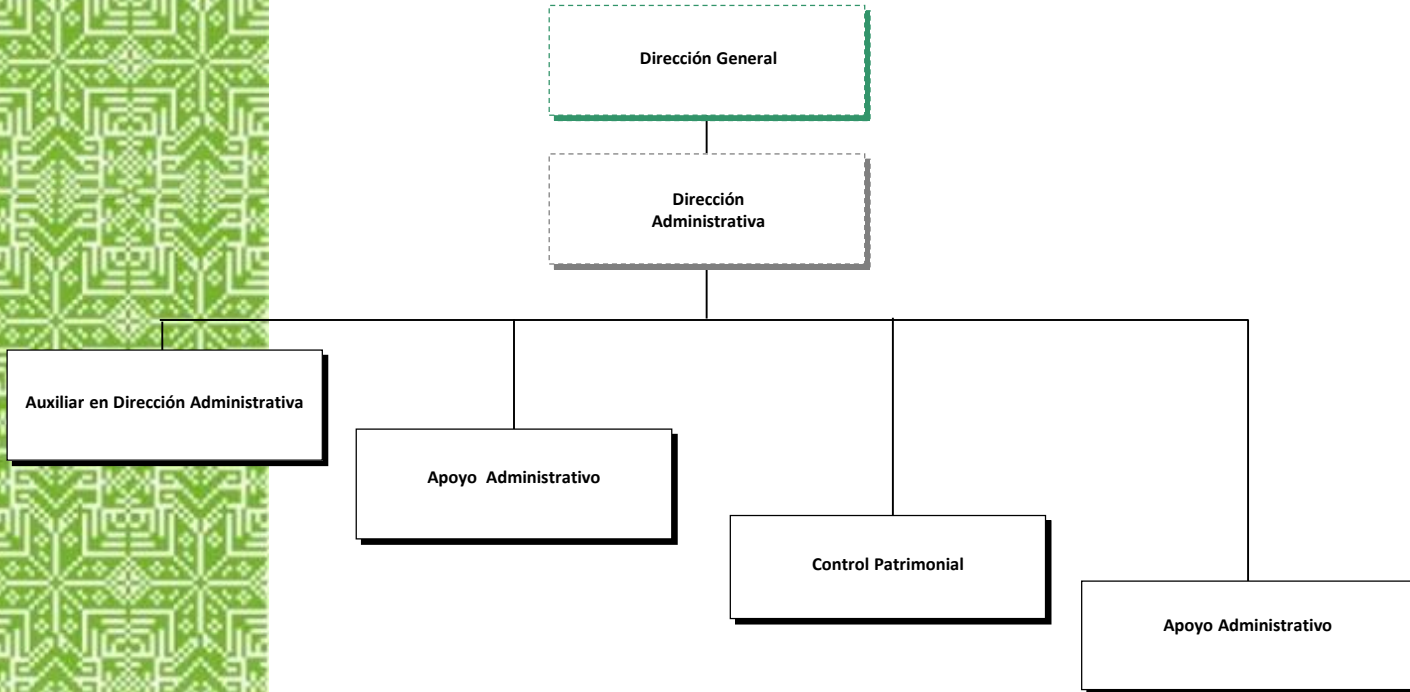 Dirección General
Dirección
Administrativa
Auxiliar en Dirección Administrativa
Apoyo  Administrativo
Control Patrimonial
Apoyo Administrativo